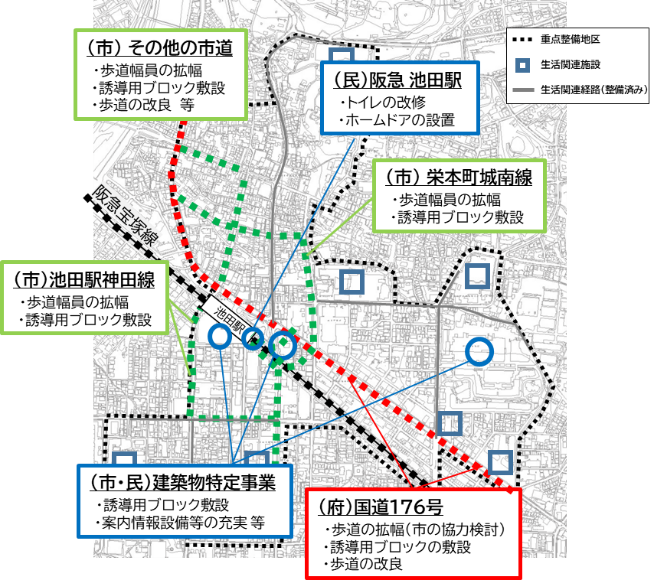 （市）その他の市道
・歩道幅員の拡幅
・誘導用ブロック敷設
・歩道の改良　等
（民）阪急 池田駅
・トイレの改修
・ホームドアの設置
重点整備地区
生活関連施設
生活関連経路（整備済み）
（市）栄本町城南線
・歩道幅員の拡幅
・誘導用ブロック敷設
阪急宝塚線
（市）池田駅神田線
・歩道幅員の拡幅
・誘導用ブロック敷設
池田駅
（市・民）建築物特定事業
・誘導用ブロック敷設
・案内情報設備等の充実 等
（府）国道176号
・歩道の拡幅（市の協力検討）
・誘導用ブロックの敷設
・歩道の改良